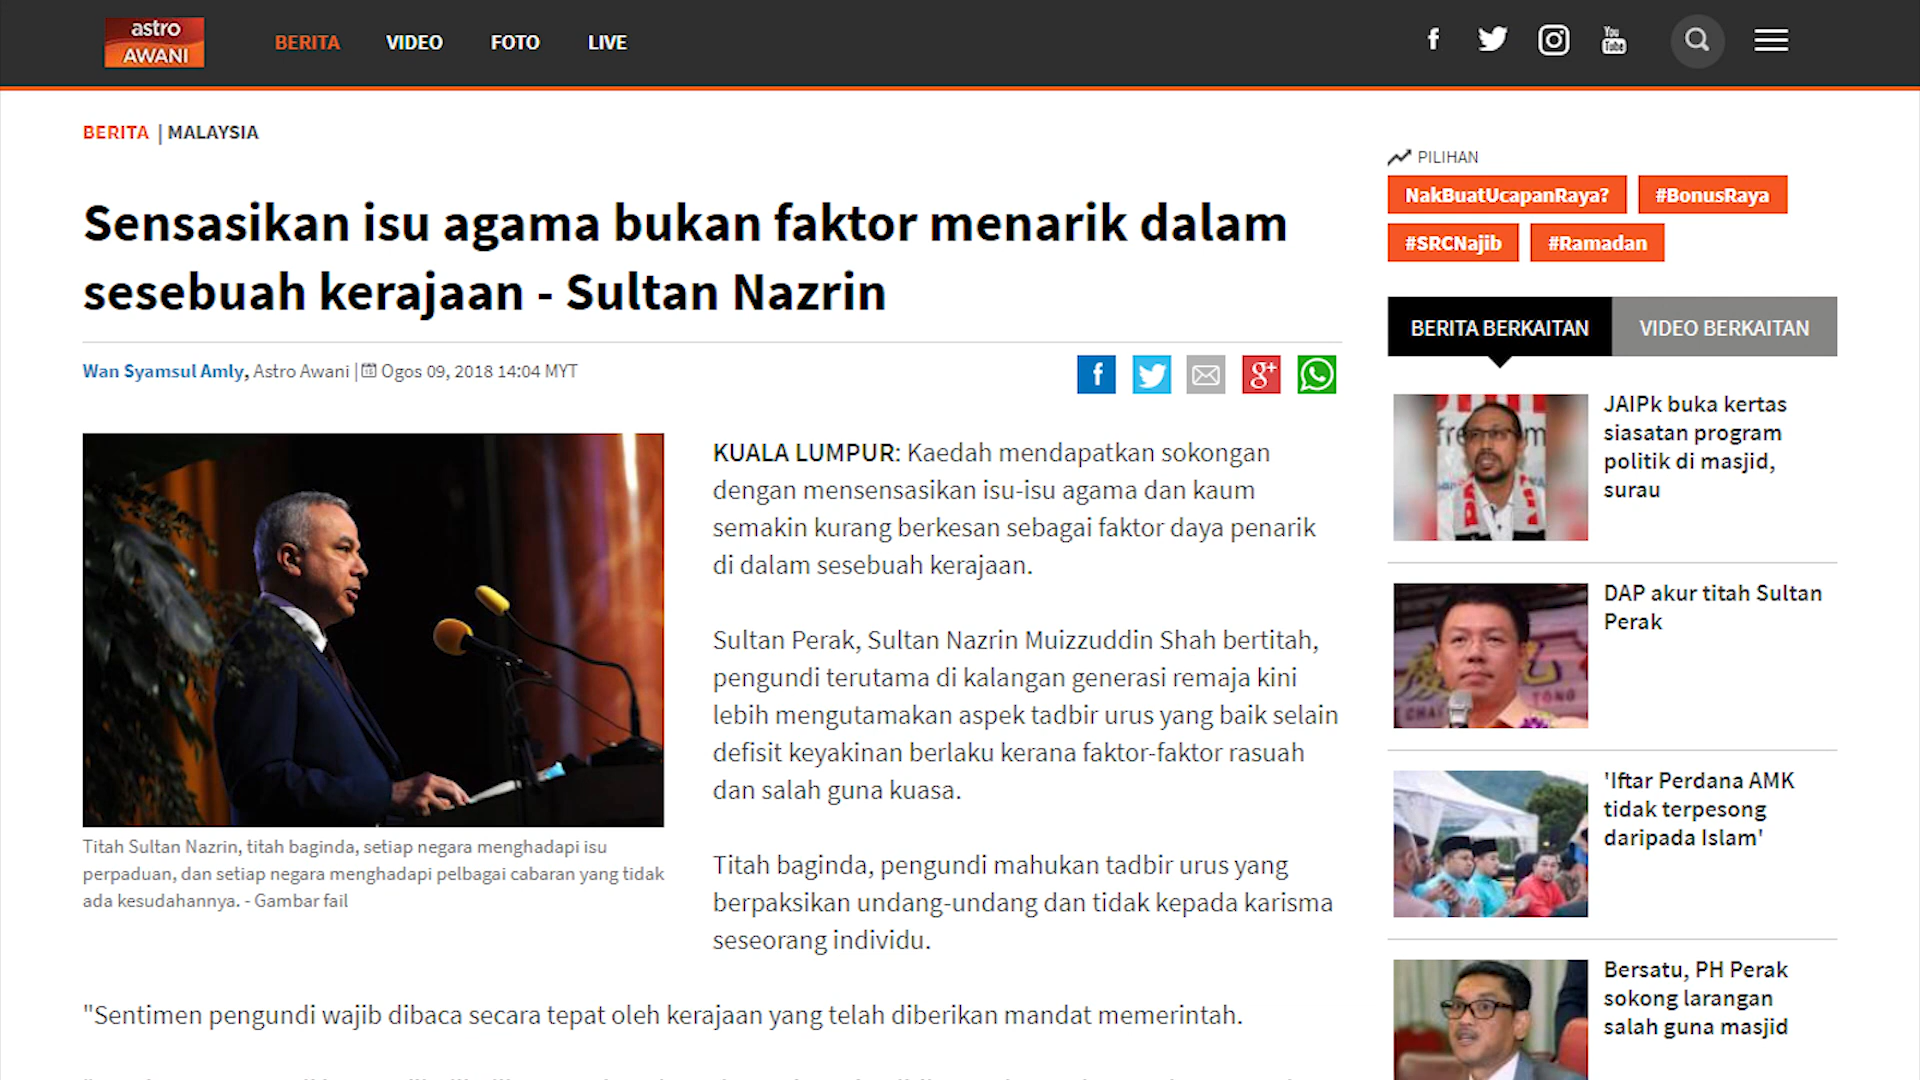 astro
AWANI
BERITA
VIDEO
FOTO
LIVE
You
Tube
BERITA | MALAYSIA
Sensasikan isu agama bukan faktor menarik dalam
sesebuah kerajaan - Sultan Nazrin
Wan Syamsul Amly, Astro Awani | Ogos 09, 2018 14:04 MYT
KUALA LUMPUR: Kaedah mendapatkan sokongan
dengan mensensasikan isu-isu agama dan kaum
semakin kurang berkesan sebagai faktor daya penarik
di dalam sesebuah kerajaan.
Sultan Perak, Sultan Nazrin Muizzuddin Shah bertitah,
pengundi terutama di kalangan generasi remaja kini
lebih mengutamakan aspek tadbir urus yang baik selain
defisit keyakinan berlaku kerana faktor-faktor rasuah
dan salah guna kuasa.
Titah baginda, pengundi mahukan tadbir urus yang
berpaksikan undang-undang dan tidak kepada karisma
seseorang individu.
Titah Sultan Nazrin, titah baginda, setiap negara menghadapi isu
perpaduan, dan setiap negara menghadapi pelbagai cabaran yang tidak
ada kesudahannya. - Gambar fail
"Sentimen pengundi wajib dibaca secara tepat oleh kerajaan yang telah diberikan mandat memerintah.
PILIHAN
NakBuatUcapanRaya?
#BonusRaya
#SRCNajib
#Ramadan
BERITA BERKAITAN
VIDEO BERKAITAN
JAIPk buka kertas
siasatan program
politik di masjid,
surau
DAP akur titah Sultan
Perak
'Iftar Perdana AMK
tidak terpesong
daripada Islam'
Bersatu, PH Perak
sokong larangan
salah guna masjid